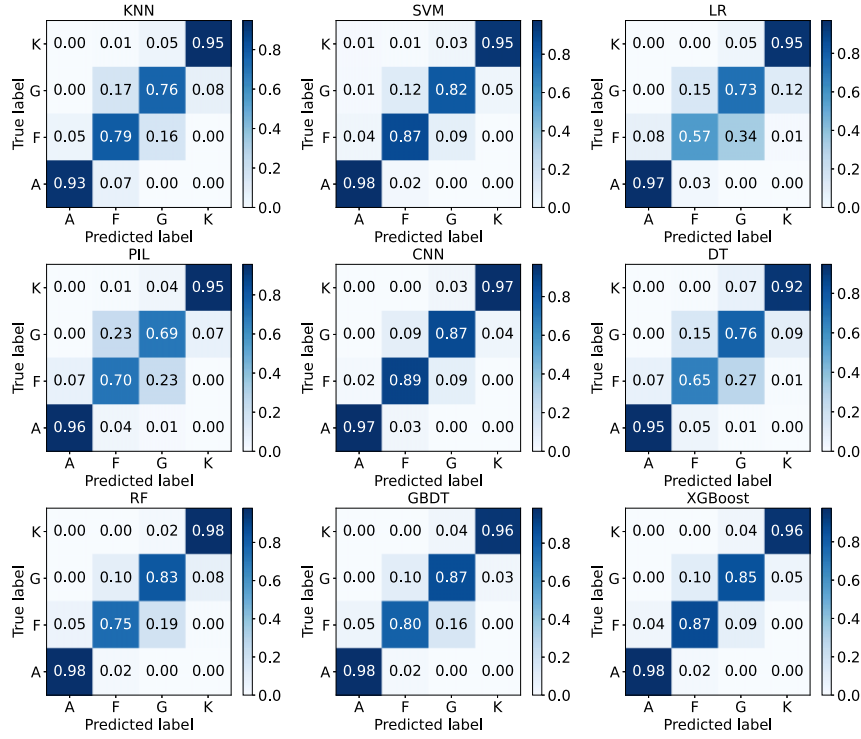 KNN SVM LR
K 0.00 0.01 0.05 0.95 0.8 K 0.01 0.01 0.03 0.95 0.8 K 0.00 0.00 0.05 0.95 0.8
True label G 0.00 0.17 0.76 0.08 0.6 True label G 0.01 0.12 0.82 0.05 0.6 True label G 0.00 0.15 0.73 0.12 0.6
0.4 0.4 0.4
F 0.05 0.79 0.16 0.00 F 0.04 0.87 0.09 0.00 F 0.08 0.57 0.34 0.01
0.2 0.2 0.2
A 0.93 0.07 0.00 0.00 A 0.98 0.02 0.00 0.00 A 0.97 0.03 0.00 0.00
0.0 0.0 0.0
A F G K A F G K A F G K
Predicted label Predicted label Predicted label
PIL CNN DT
K 0.00 0.01 0.04 0.95 0.8 K 0.00 0.00 0.03 0.97 0.8 K 0.00 0.00 0.07 0.92 0.8
True label G 0.00 0.23 0.69 0.07 0.6 True label G 0.00 0.09 0.87 0.04 0.6 True label G 0.00 0.15 0.76 0.09 0.6
0.4 0.4 0.4
F 0.07 0.70 0.23 0.00 F 0.02 0.89 0.09 0.00 F 0.07 0.65 0.27 0.01
0.2 0.2 0.2
A 0.96 0.04 0.01 0.00 A 0.97 0.03 0.00 0.00 A 0.95 0.05 0.01 0.00
0.0 0.0 0.0
A F G K A F G K A F G K
Predicted label Predicted label Predicted label
RF GBDT XGBoost
K 0.00 0.00 0.02 0.98 0.8 K 0.00 0.00 0.04 0.96 0.8 K 0.00 0.00 0.04 0.96 0.8
True label G 0.00 0.10 0.83 0.08 0.6 True label G 0.00 0.10 0.87 0.03 0.6 True label G 0.00 0.10 0.85 0.05 0.6
0.4 0.4 0.4
F 0.05 0.75 0.19 0.00 F 0.05 0.80 0.16 0.00 F 0.04 0.87 0.09 0.00
0.2 0.2 0.2
A 0.98 0.02 0.00 0.00 A 0.98 0.02 0.00 0.00 A 0.98 0.02 0.00 0.00
0.0 0.0 0.0
A F G K A F G K A F G K
Predicted label Predicted label Predicted label